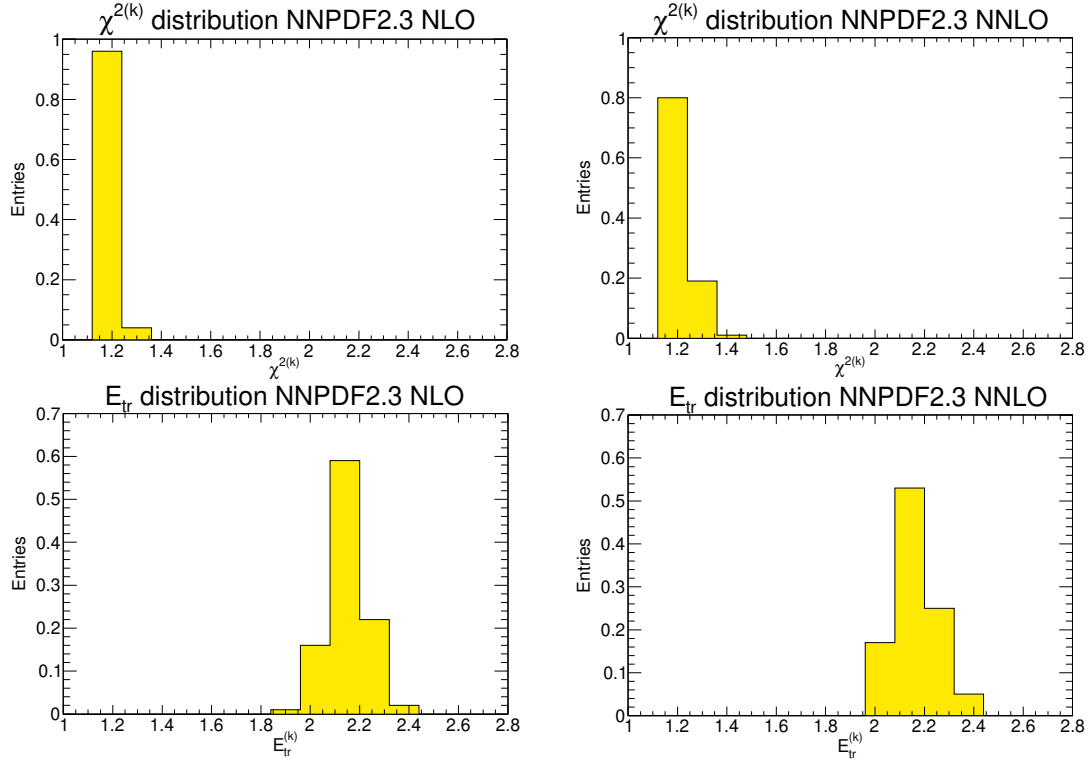 χ²⁽ᵏ⁾ distribution NNPDF2.3 NLO
Entries
1
0.8
0.6
0.4
0.2
0
1 1.2 1.4 1.6 1.8 2 2.2 2.4 2.6 2.8
χ²⁽ᵏ⁾
χ²⁽ᵏ⁾ distribution NNPDF2.3 NNLO
Entries
1
0.8
0.6
0.4
0.2
0
1 1.2 1.4 1.6 1.8 2 2.2 2.4 2.6 2.8
χ²⁽ᵏ⁾
E_tr distribution NNPDF2.3 NLO
Entries
0.7
0.6
0.5
0.4
0.3
0.2
0.1
0
1 1.2 1.4 1.6 1.8 2 2.2 2.4 2.6 2.8
E_tr⁽ᵏ⁾
E_tr distribution NNPDF2.3 NNLO
Entries
0.7
0.6
0.5
0.4
0.3
0.2
0.1
0
1 1.2 1.4 1.6 1.8 2 2.2 2.4 2.6 2.8
E_tr⁽ᵏ⁾